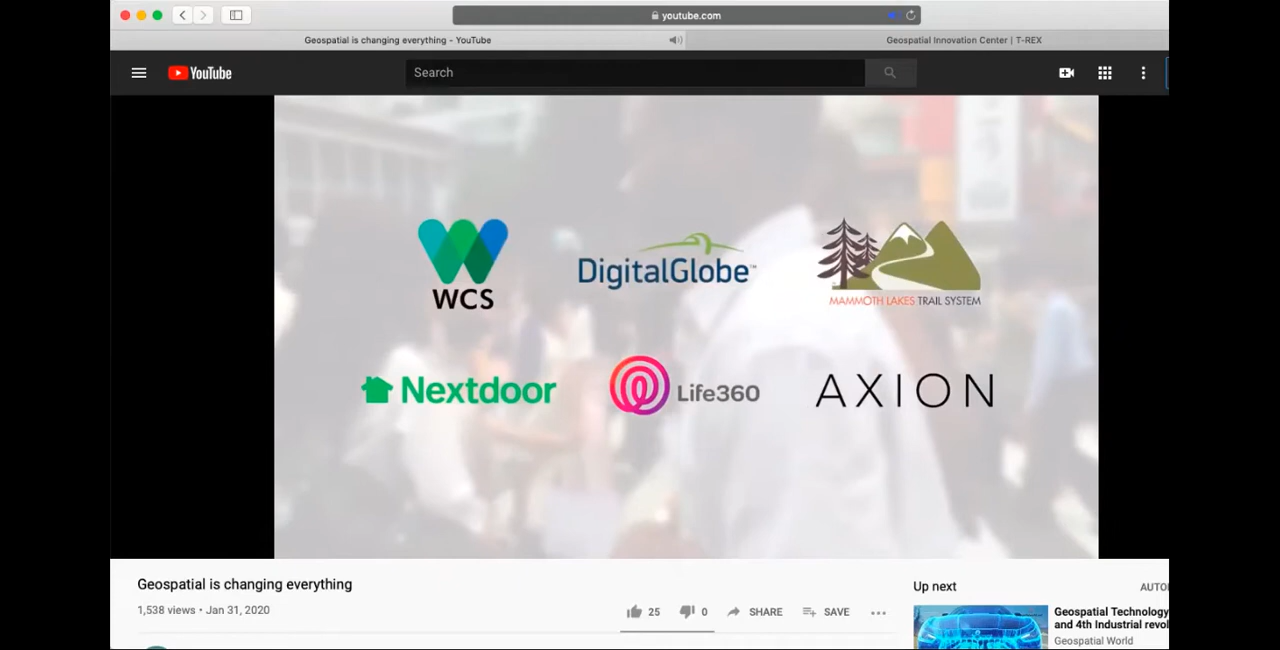 youtube.com
Geospatial is changing everything - YouTube
Geospatial Innovation Center | T-REX
YouTube
Search
WCS
DigitalGlobe™
MAMMOTH LAKES TRAIL SYSTEM
Nextdoor
Life360
AXION
Geospatial is changing everything
1,538 views • Jan 31, 2020
25
0
SHARE
SAVE
Up next
AUTO
Geospatial Technology
and 4th Industrial revol
Geospatial World